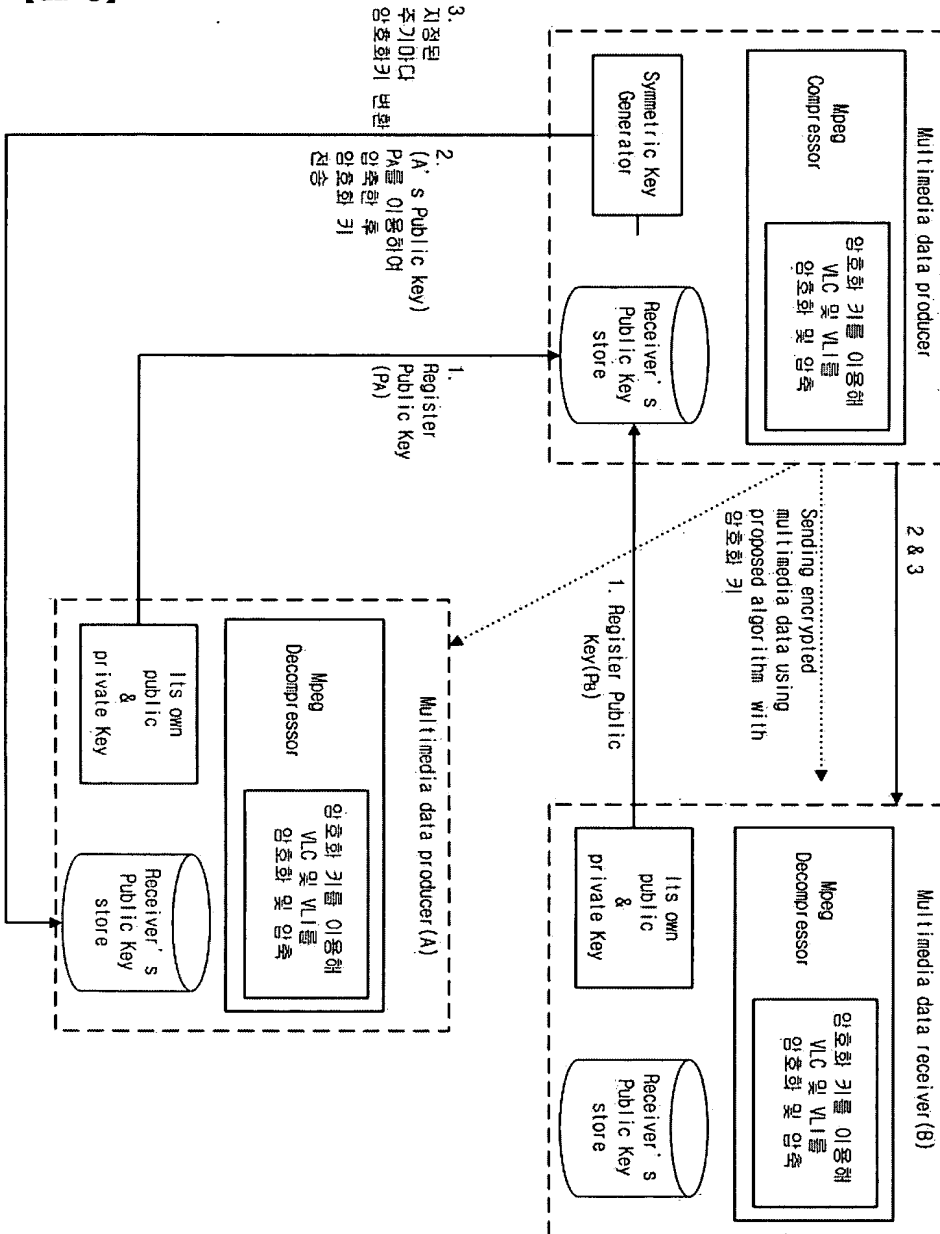 Multimedia data producer
Mpeg
Compressor
암호화 키를 이용해
VLC 및 VLI를
암호화 및 압축
Symmetric Key
Generator
Receiver's
Public Key
store
3.
지정된
주기마다
암호화키 변환
2.
(A's Public key)
PA를 이용하여
압축한 후
암호화 키
전송
1.
Register
Public Key
(PA)
2 & 3
Sending encrypted
multimedia data using
proposed algorithm with
암호화 키
1. Register Public
Key(PB)
Multimedia data producer(A)
Mpeg
Decompressor
암호화 키를 이용해
VLC 및 VLI를
암호화 및 압축
Its own
public
&
private Key
Receiver's
Public Key
store
Multimedia data receiver(B)
Mpeg
Decompressor
암호화 키를 이용해
VLC 및 VLI를
암호화 및 압축
Its own
public
&
private Key
Receiver's
Public Key
store